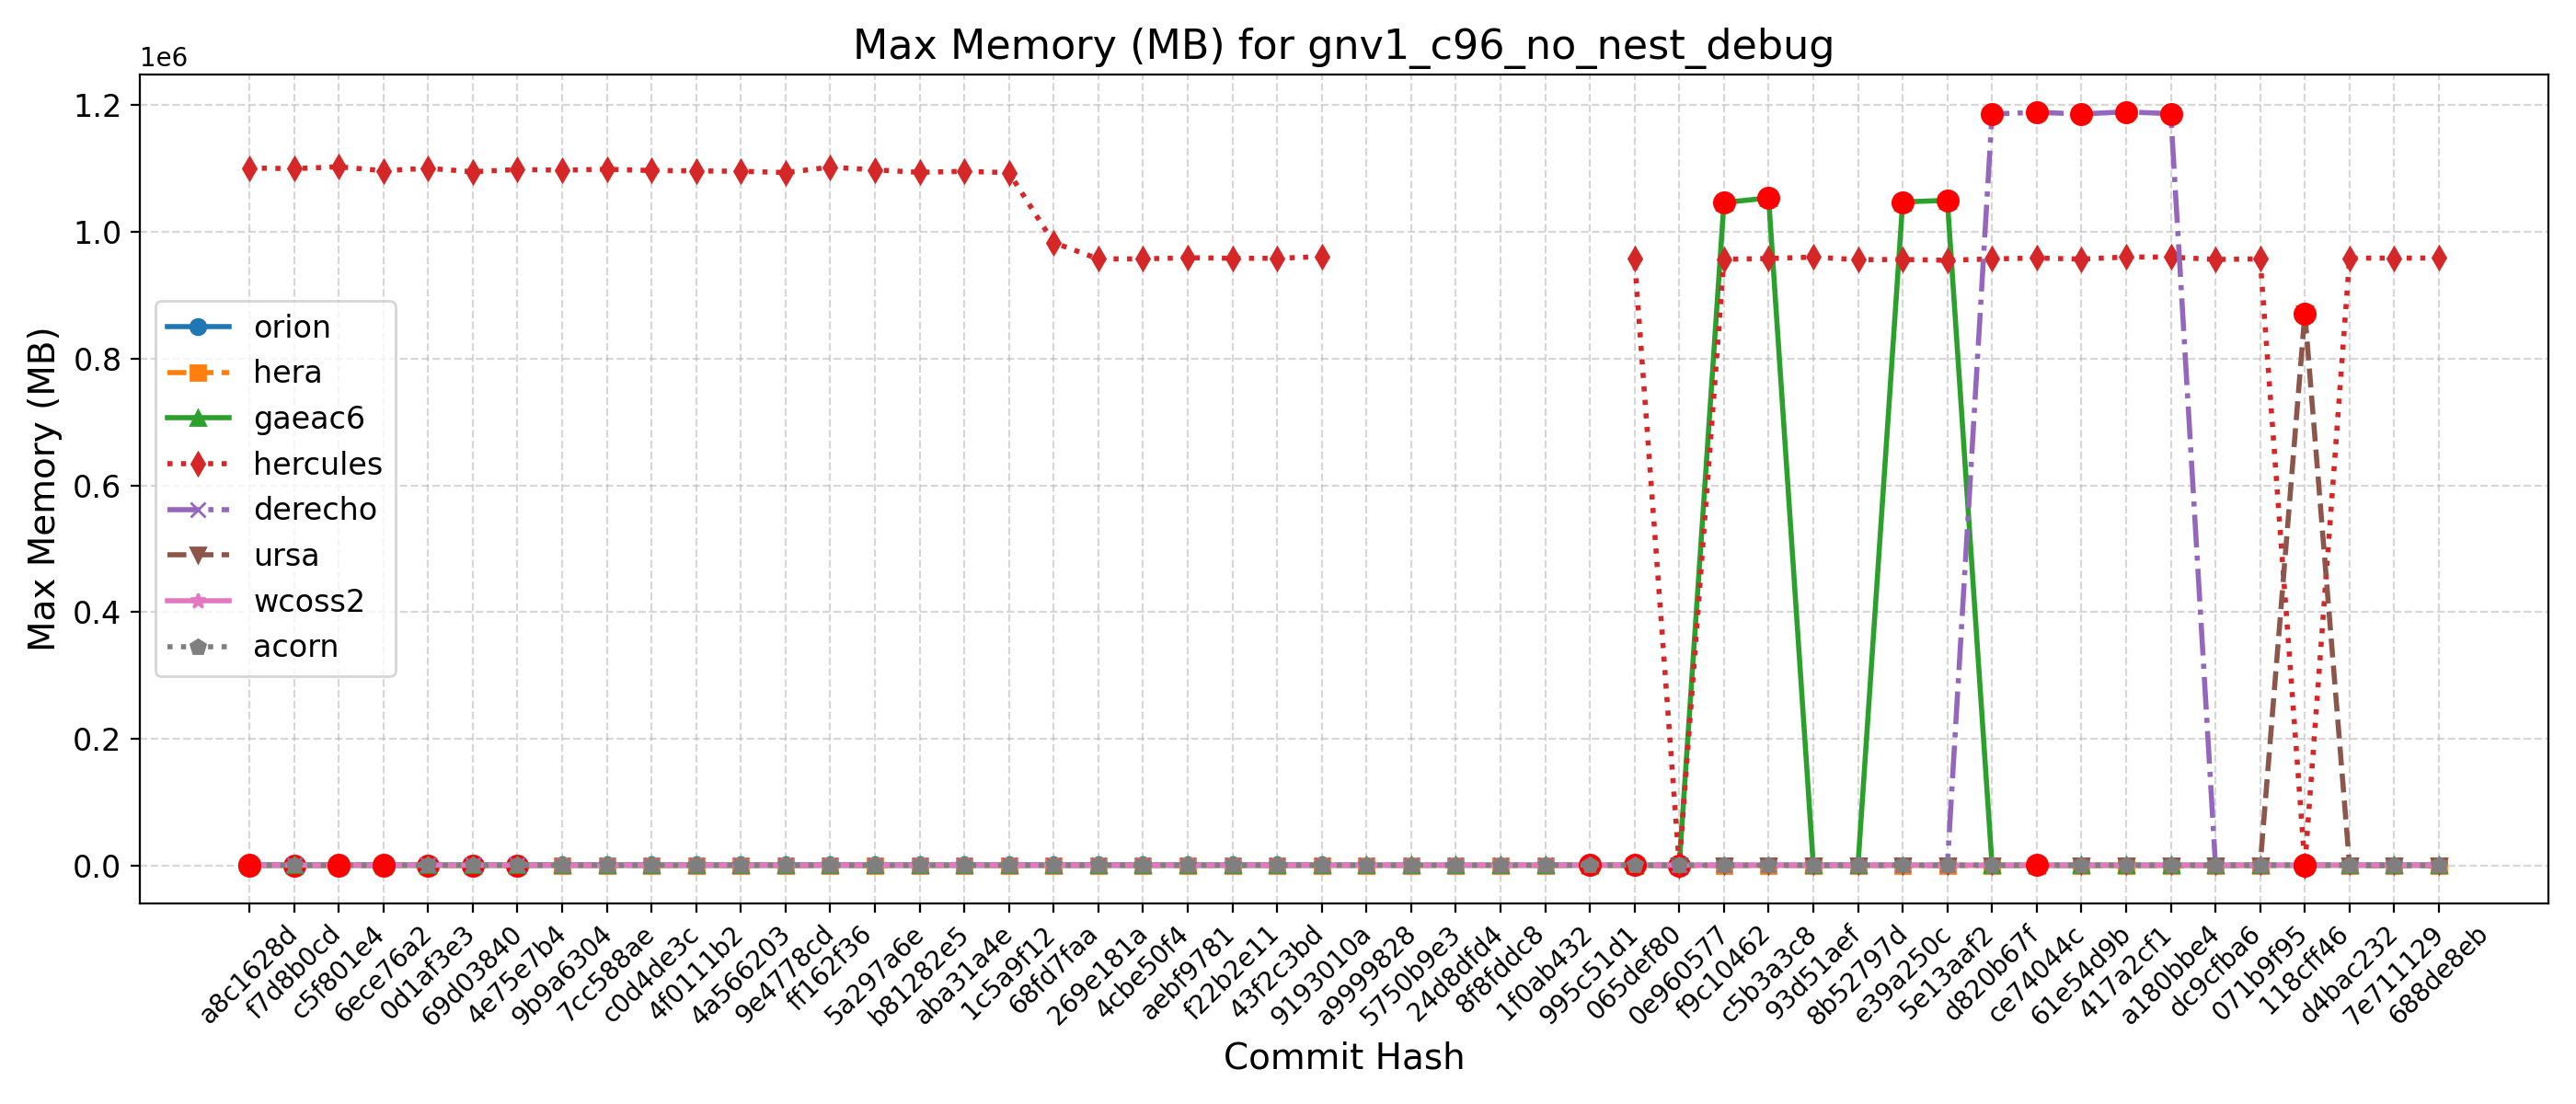 Max Memory (MB) for gnv1_c96_no_nest_debug
1e6
1.2
1.0
0.8
0.6
0.4
0.2
0.0
Max Memory (MB)
orion
hera
gaeac6
hercules
derecho
ursa
wcoss2
acorn
a8c1628d
f7d8b0cd
c5f801e4
6ece76a2
0d1af3e3
69d03840
4e75e7b4
9b9a6304
7cc588ae
c0d4de3c
4f0111b2
4a566203
9e4778cd
ff162f36
5a297a6e
b81282e5
aba31a4e
1c5a9f12
68fd7faa
269e181a
4cbe50f4
aebf9781
f22b2e11
43f2c3bd
9193010a
a9999828
5750b9e3
24d8dfd4
8f8fddc8
1f0ab432
995c51d1
065def80
0e960577
f9c10462
c5b3a3c8
93d51aef
8b52797d
e39a250c
5e13aaf2
d820b67f
ce74044c
61e54d9b
417a2cf1
a180bbe4
dc9cfba6
071b9f95
118cff46
d4bac232
7e711129
688de8eb
Commit Hash